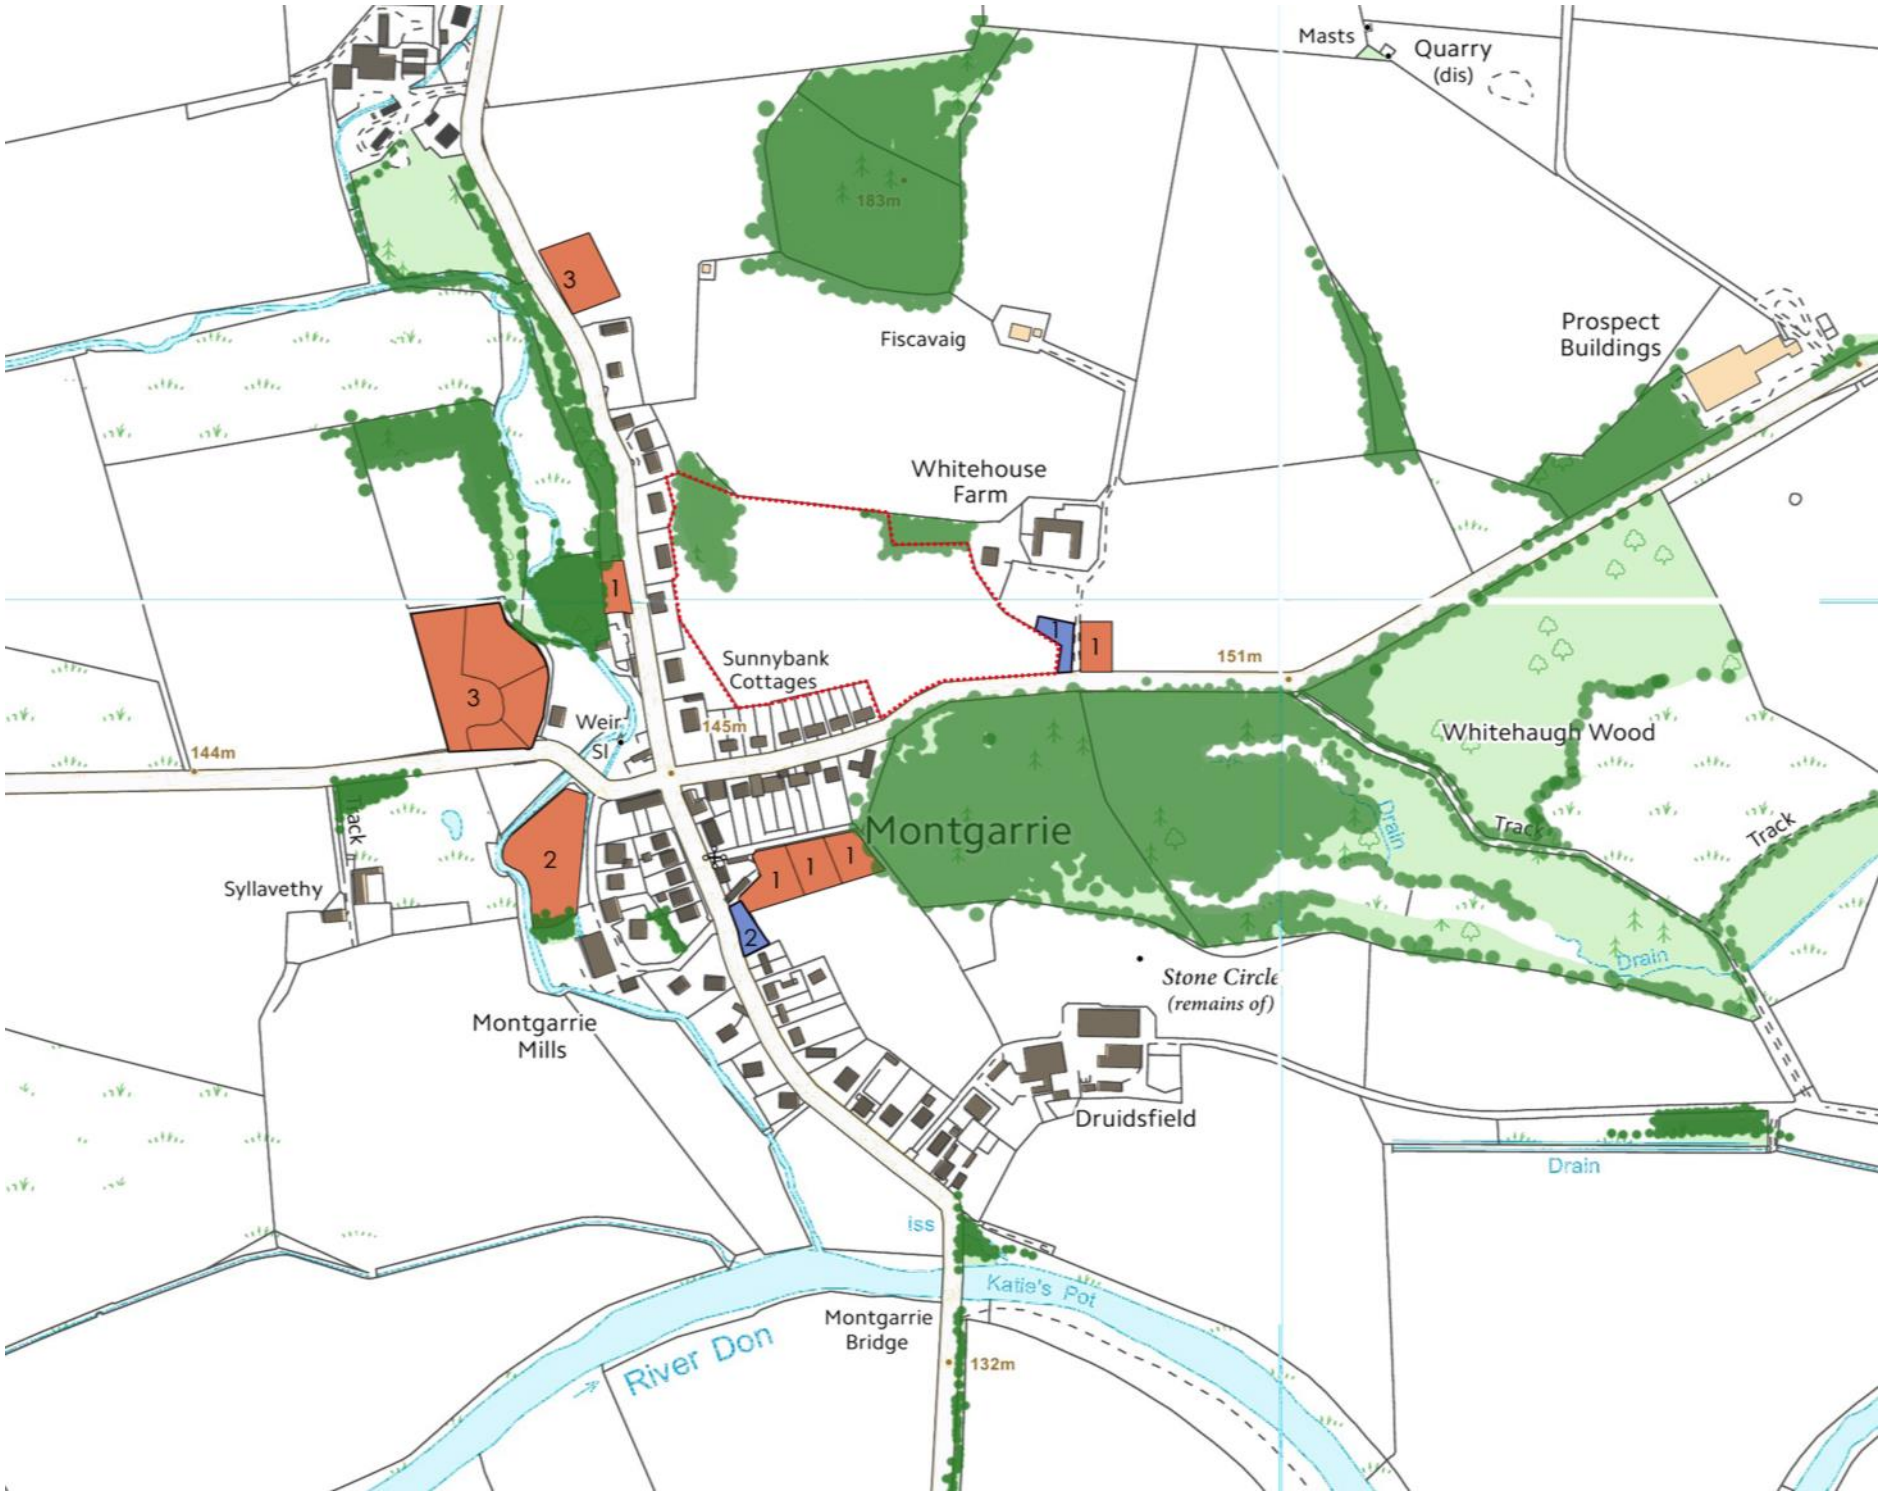 Masts
Quarry
(dis)
183m
3
Fiscavaig
Prospect
Buildings
Whitehouse
Farm
1
1
1
3
Sunnybank
Cottages
151m
Weir
Sl
145m
144m
Whitehaugh Wood
Track
Drain
Track
Track
Montgarrie
2
1
1
1
Syllavethy
2
Drain
Stone Circle
(remains of)
Montgarrie
Mills
Druidsfield
Drain
iss
Katie's Pot
Montgarrie
Bridge
River Don
132m